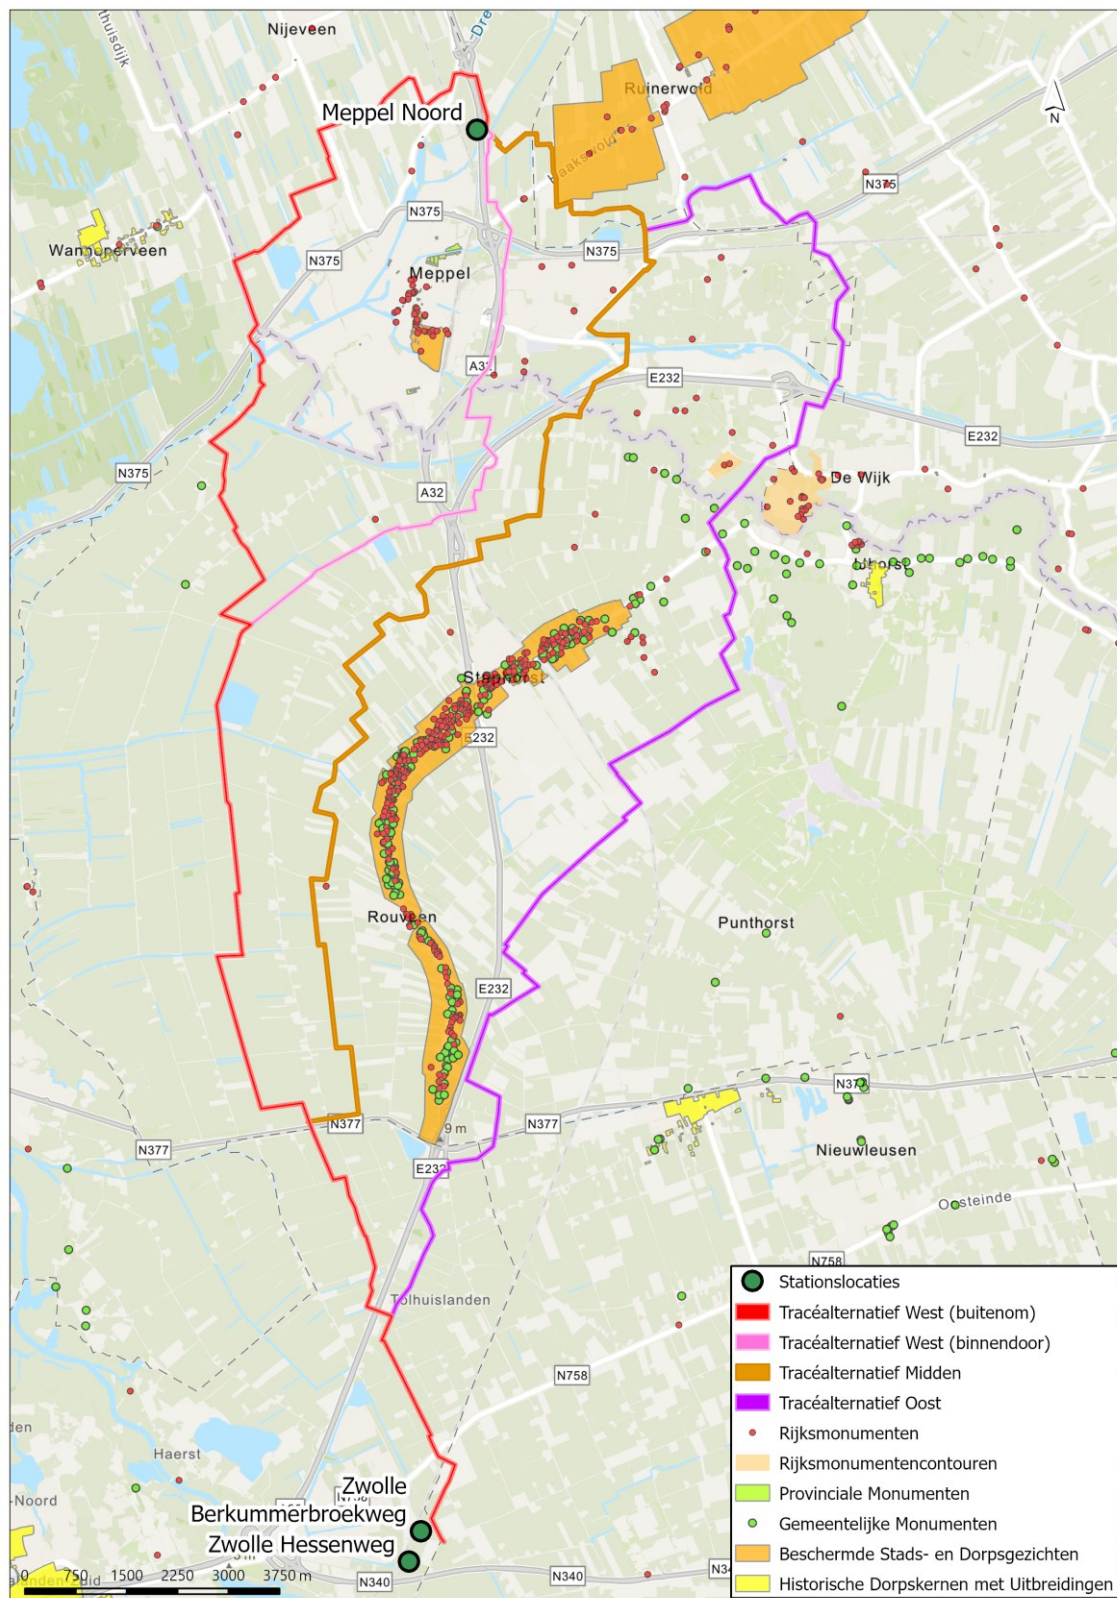 Nijeveen
Meppel Noord
N
Ruinerwold
N375
N375
Wanneperveen
N375
N375
Meppel
A32
E232
E232
N375
A32
De Wijk
IJhorst
Staphorst
E232
Rouveen
Punthorst
E232
N377
N377
9 m
N377
N377
Nieuwleusen
E232
Oosteinde
N758
Tolhuislanden
N758
Haerst
Zwolle
Berkummerbroekweg
Zwolle Hessenweg
-Noord
N340
N340
0 750 1500 2250 3000 3750 m
Stationslocaties
Tracéalternatief West (buitenom)
Tracéalternatief West (binnendoor)
Tracéalternatief Midden
Tracéalternatief Oost
Rijksmonumenten
Rijksmonumentencontouren
Provinciale Monumenten
Gemeentelijke Monumenten
Beschermde Stads- en Dorpsgezichten
Historische Dorpskernen met Uitbreidingen